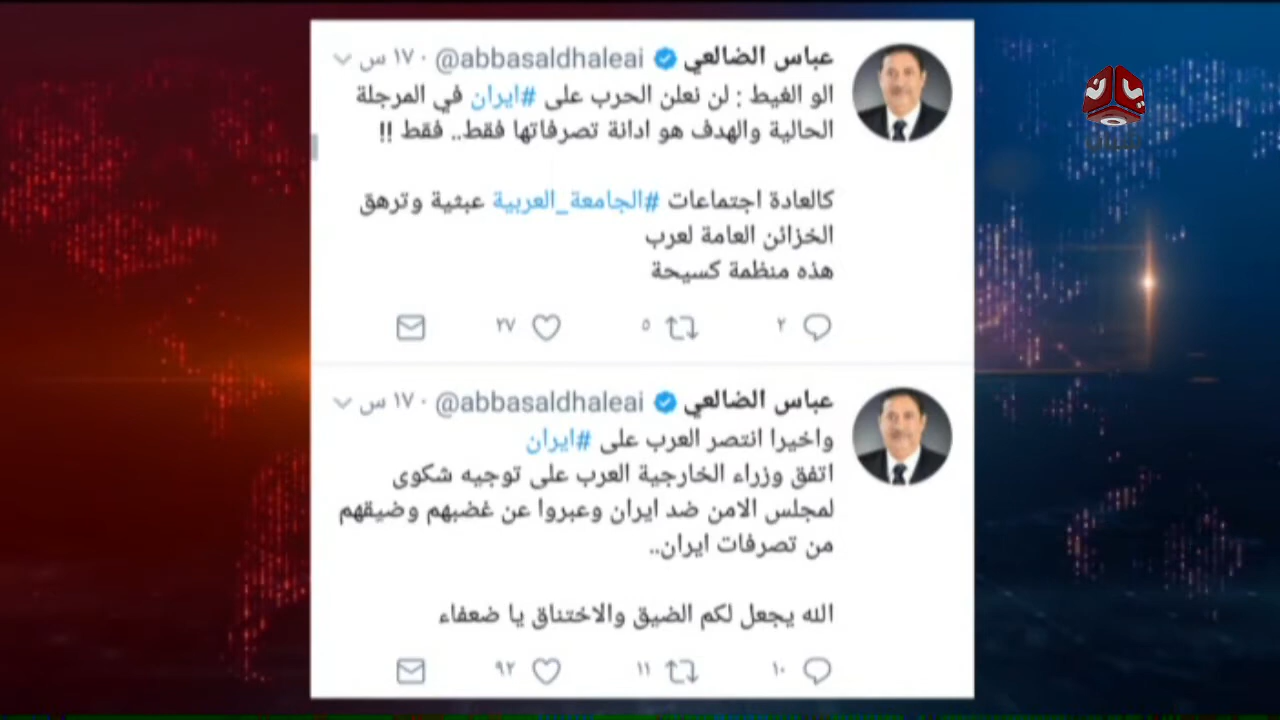 عباس الضالعي @abbasaldhaleai · ١٧ س
الو الغيط : لن نعلن الحرب على #ايران في المرجلة
الحالية والهدف هو ادانة تصرفاتها فقط.. فقط !!
كالعادة اجتماعات #الجامعة_العربية عبثية وترهق
الخزائن العامة لعرب
هذه منظمة كسيحة
٢ ٥ ٢٧
عباس الضالعي @abbasaldhaleai · ١٧ س
واخيرا انتصر العرب على #ايران
اتفق وزراء الخارجية العرب على توجيه شكوى
لمجلس الامن ضد ايران وعبروا عن غضبهم وضيقهم
من تصرفات ايران..
الله يجعل لكم الضيق والاختناق يا ضعفاء
١٠ ١١ ٩٢